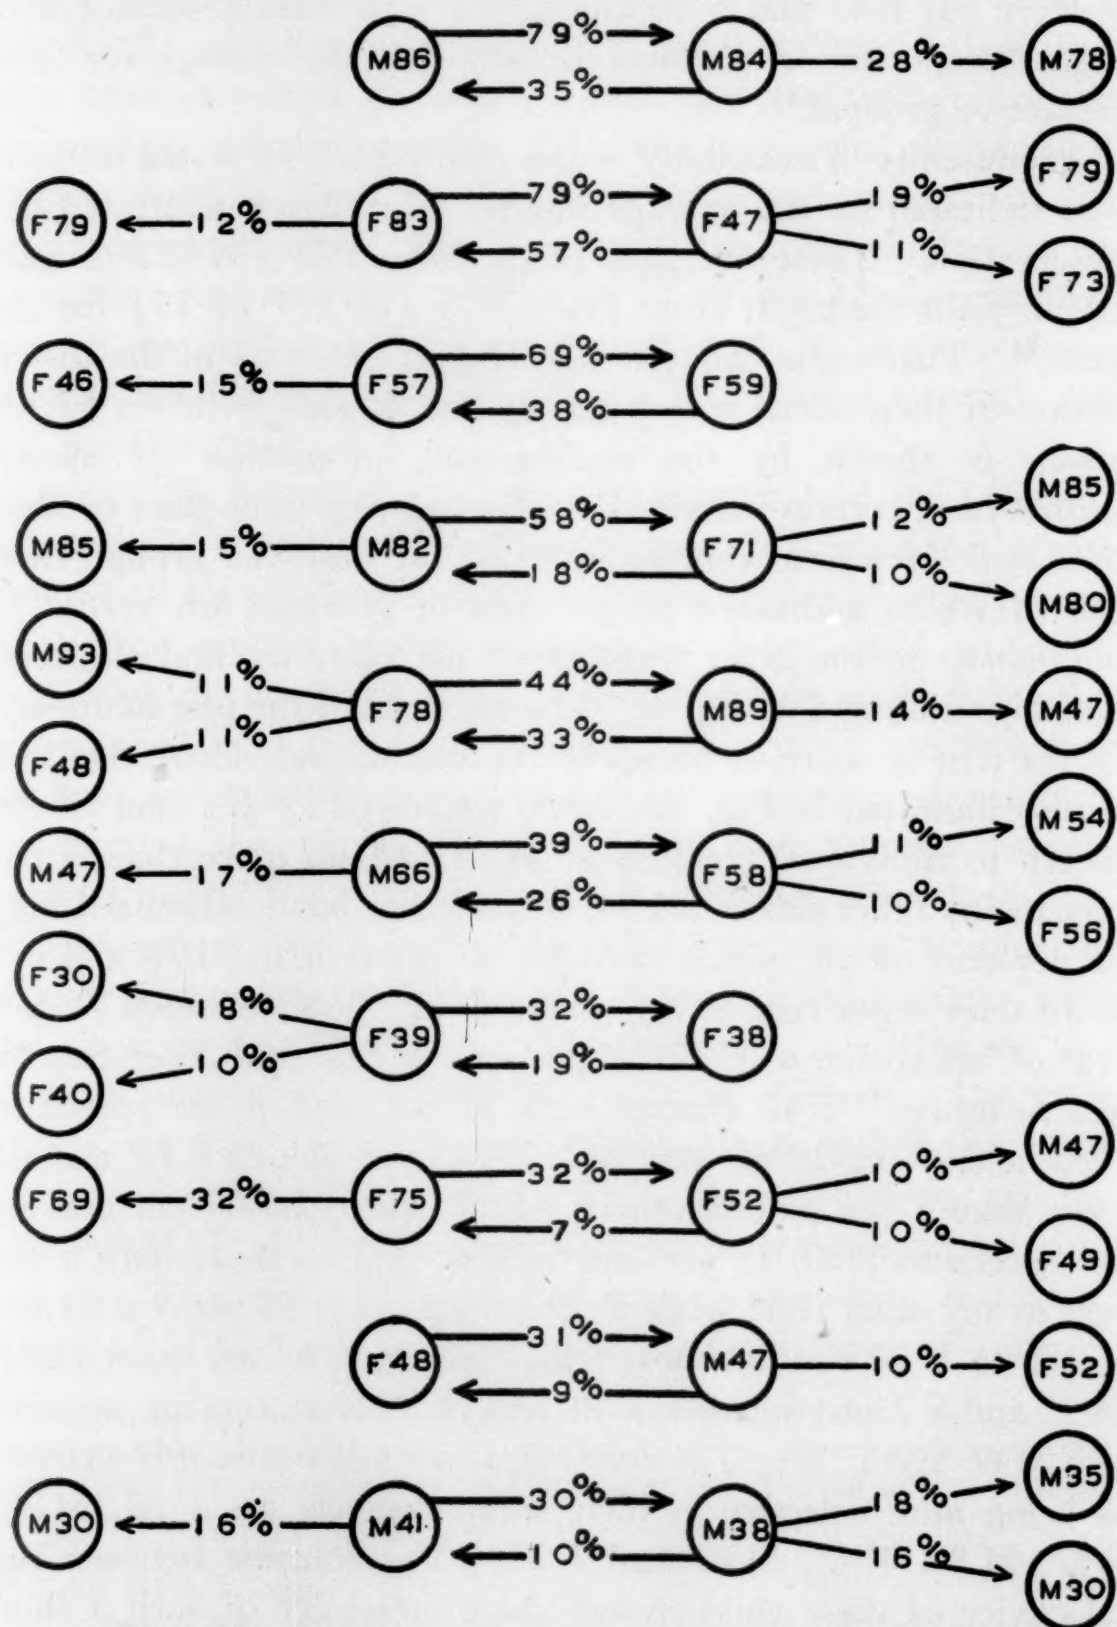 M86 79% M84 28% M78
35%
F79 12% F83 79% F47 19% F79
57% 11% F73
F46 15% F57 69% F59
38%
M85 15% M82 58% F71 12% M85
18% 10% M80
M93 11% F78 44% M89 14% M47
F48 11% 33%
M47 17% M66 39% F58 11% M54
26% 10% F56
F30 18% F39 32% F38
F40 10% 19%
F69 32% F75 32% F52 10% M47
7% 10% F49
F48 31% M47 10% F52
9%
M30 16% M41 30% M38 18% M35
10% 16% M30